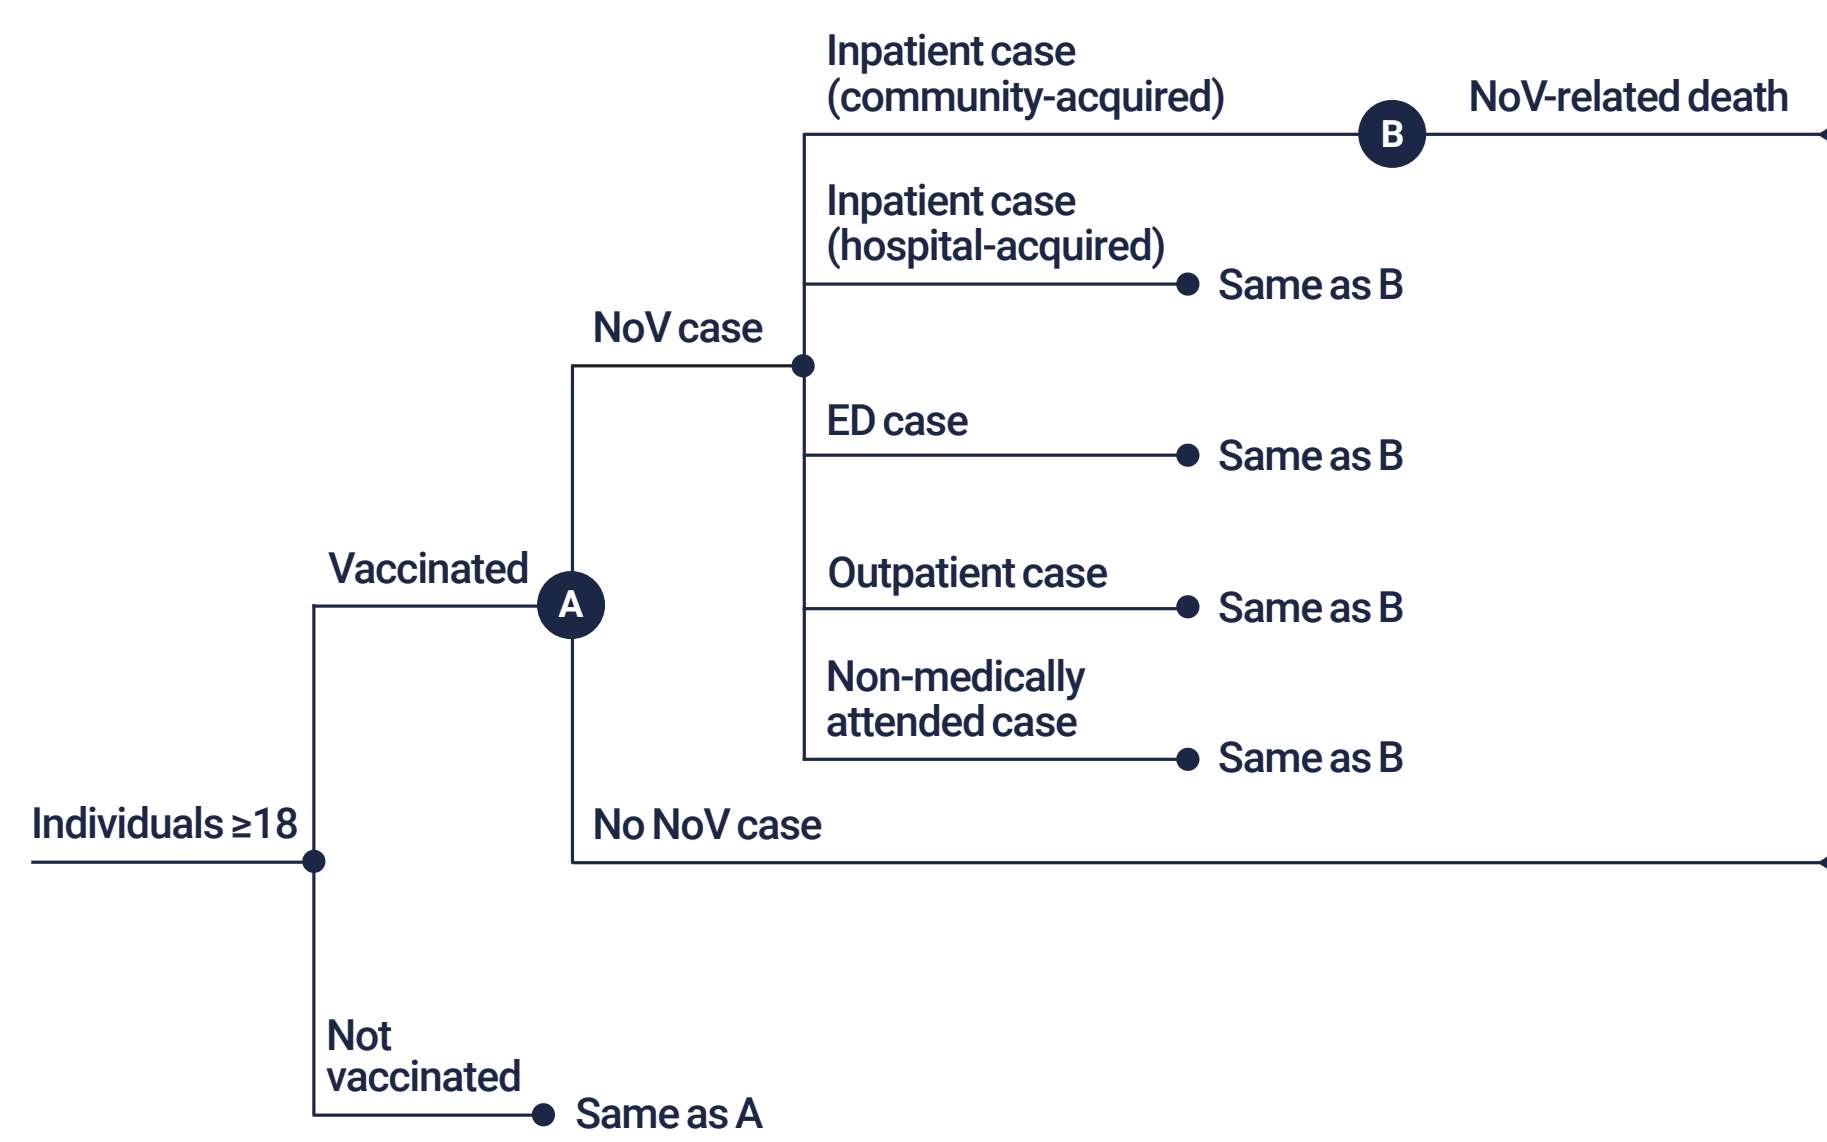 Inpatient case
(community-acquired)
B
NoV-related death
Inpatient case
(hospital-acquired)
Same as B
NoV case
ED case
Same as B
Vaccinated
A
Outpatient case
Same as B
Non-medically
attended case
Same as B
Individuals ≥18
No NoV case
Not
vaccinated
Same as A